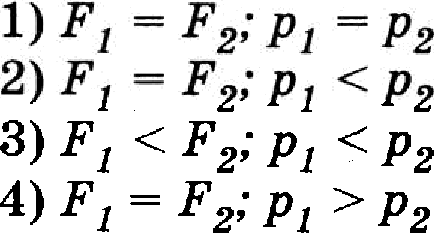 1) F₁ = F₂; p₁ = p₂
2) F₁ = F₂; p₁ < p₂
3) F₁ < F₂; p₁ < p₂
4) F₁ = F₂; p₁ > p₂